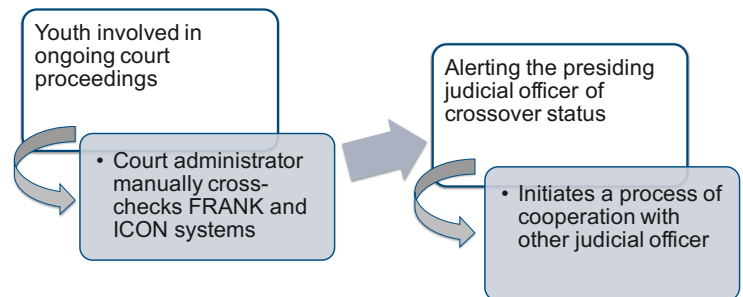 Youth involved in
ongoing court
proceedings
• Court administrator
manually cross-
checks FRANK and
ICON systems
Alerting the presiding
judicial officer of
crossover status
• Initiates a process of
cooperation with
other judicial officer